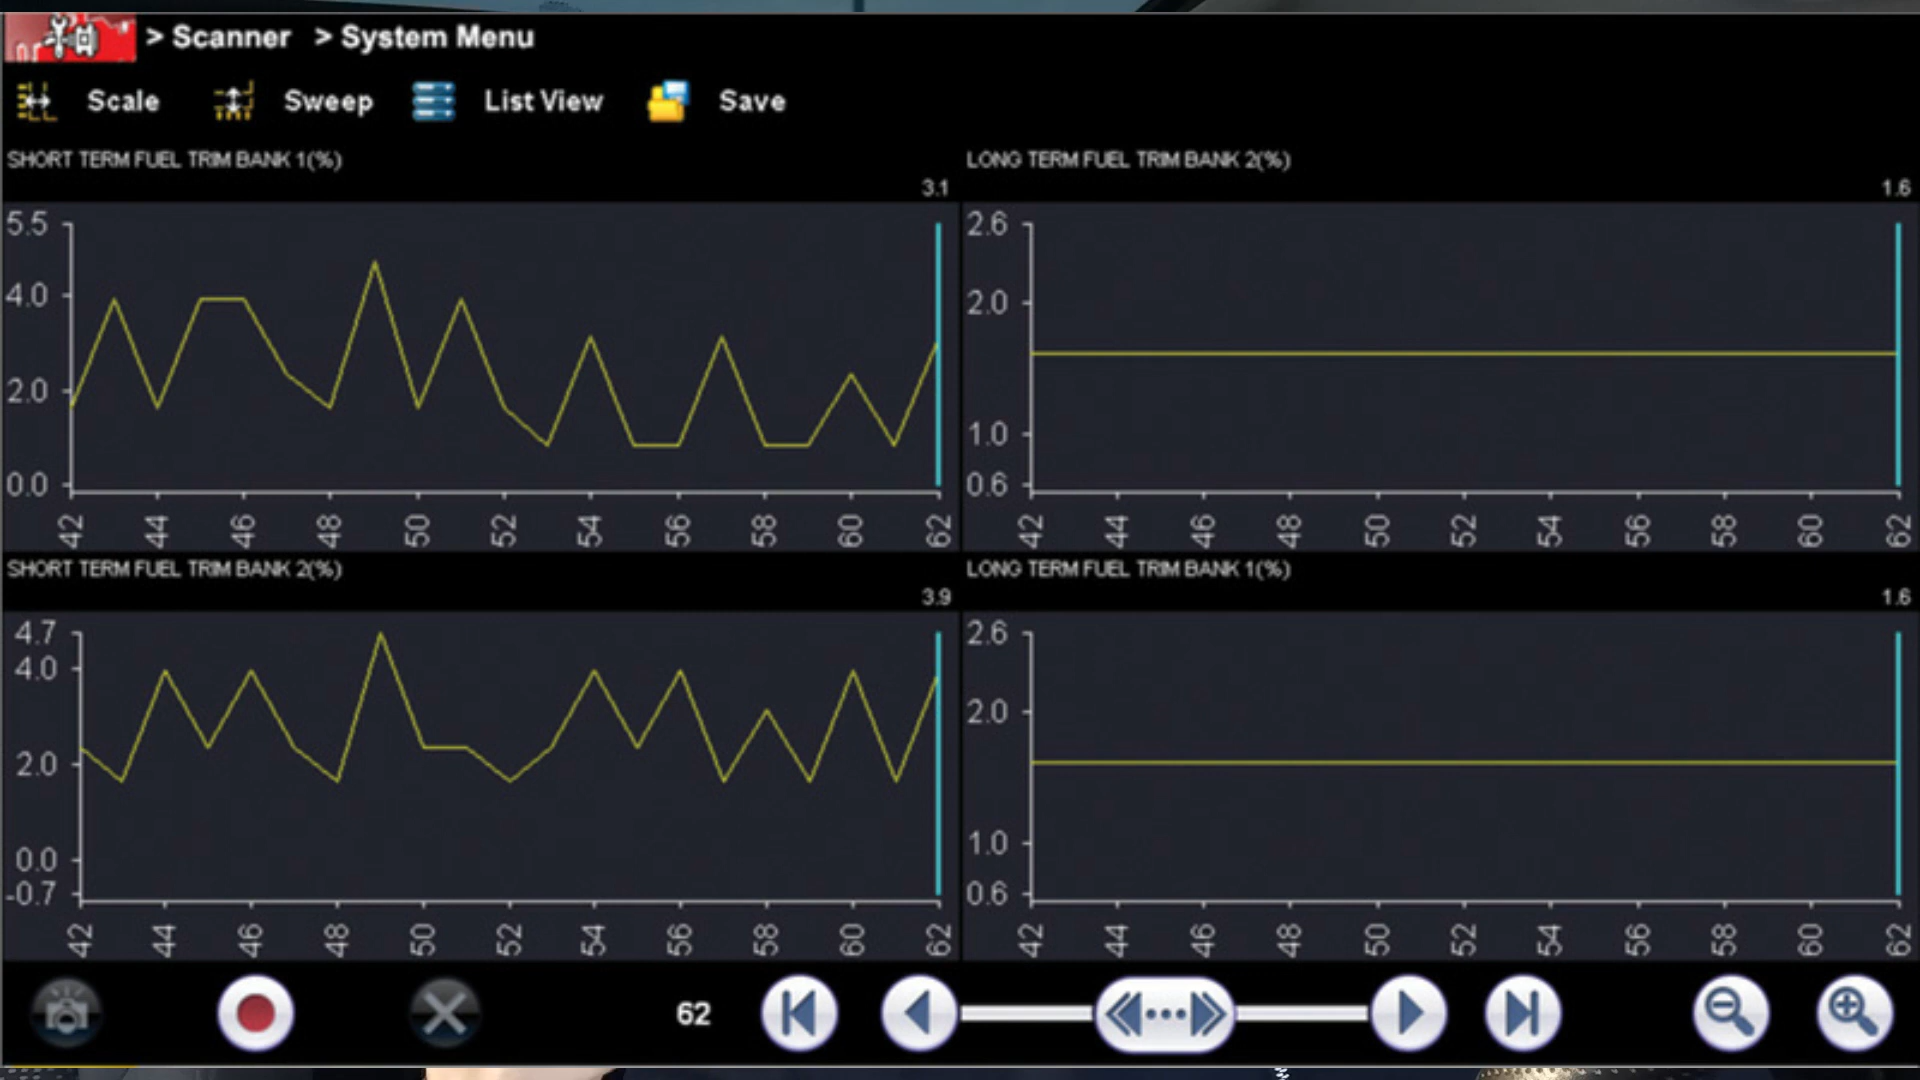 > Scanner > System Menu
Scale Sweep List View Save
SHORT TERM FUEL TRIM BANK 1(%)
3.1
5.5
4.0
2.0
0.0
42 44 46 48 50 52 54 56 58 60 62
LONG TERM FUEL TRIM BANK 2(%)
1.6
2.6
2.0
1.0
0.6
42 44 46 48 50 52 54 56 58 60 62
SHORT TERM FUEL TRIM BANK 2(%)
3.9
4.7
4.0
2.0
0.0
-0.7
42 44 46 48 50 52 54 56 58 60 62
LONG TERM FUEL TRIM BANK 1(%)
1.6
2.6
2.0
1.0
0.6
42 44 46 48 50 52 54 56 58 60 62
62